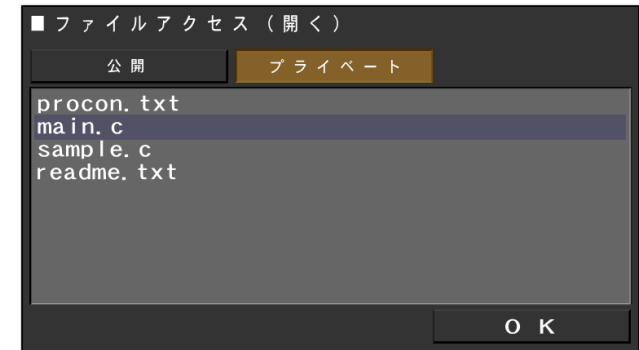 ■ファイルアクセス（開く）
公開 プライベート
procon.txt
main.c
sample.c
readme.txt
ＯＫ